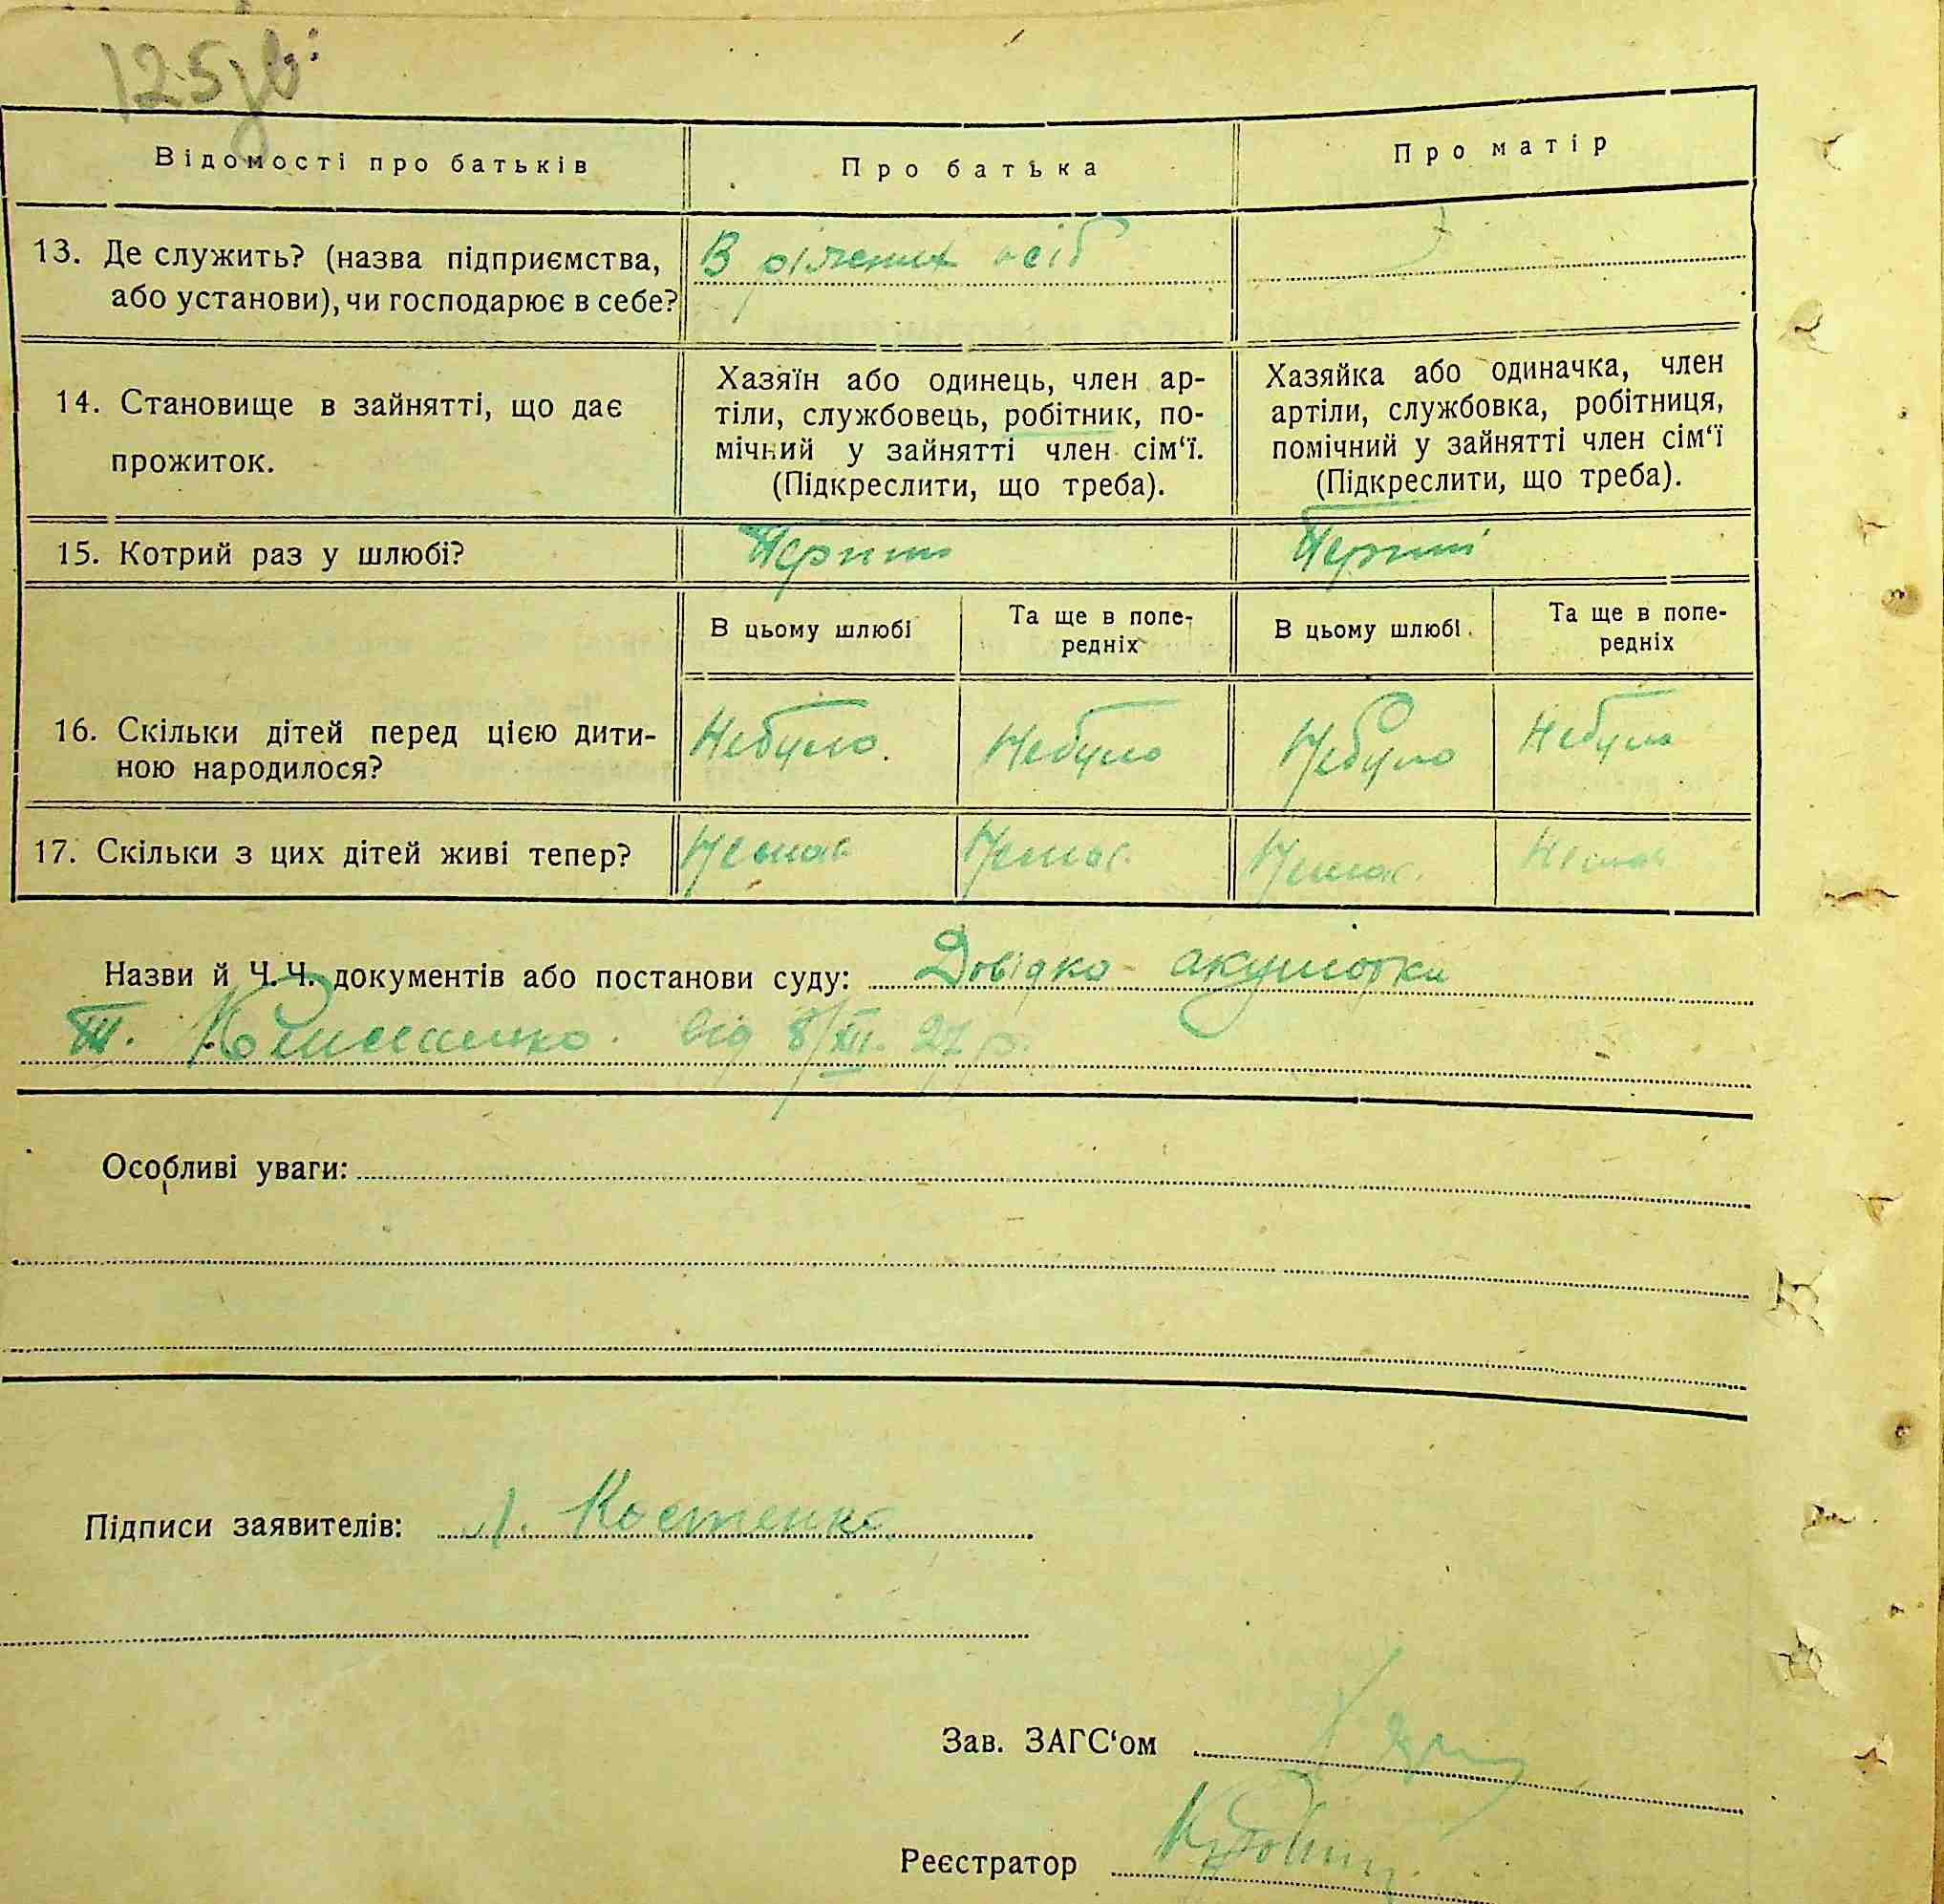 125зв:
Відомості про батьків
Про батька
Про матір
13. Де служить? (назва підприємства,
або установи), чи господарює в себе?
В ріжених осіб
14. Становище в зайнятті, що дає
прожиток.
Хазяїн або одинець, член ар-
тіли, службовець, робітник, по-
мічний у зайнятті член сім‘ї.
(Підкреслити, що треба).
Хазяйка або одиначка, член
артіли, службовка, робітниця,
помічний у зайнятті член сім‘ї
(Підкреслити, що треба).
15. Котрий раз у шлюбі?
Перший
Перший
В цьому шлюбі
Та ще в попе-
редніх
В цьому шлюбі
Та ще в попе-
редніх
16. Скільки дітей перед цією дити-
ною народилося?
Небуло.
Небуло
Небуло
Небуло
17. Скільки з цих дітей живі тепер?
Немає
Немає.
Немає.
Немає
Назви й Ч.Ч. документів або постанови суду: Довідка акушорки
від 8/XII. 27 р.
Особливі уваги:
Підписи заявителів: Костенко
Зав. ЗАГС‘ом
Реєстратор